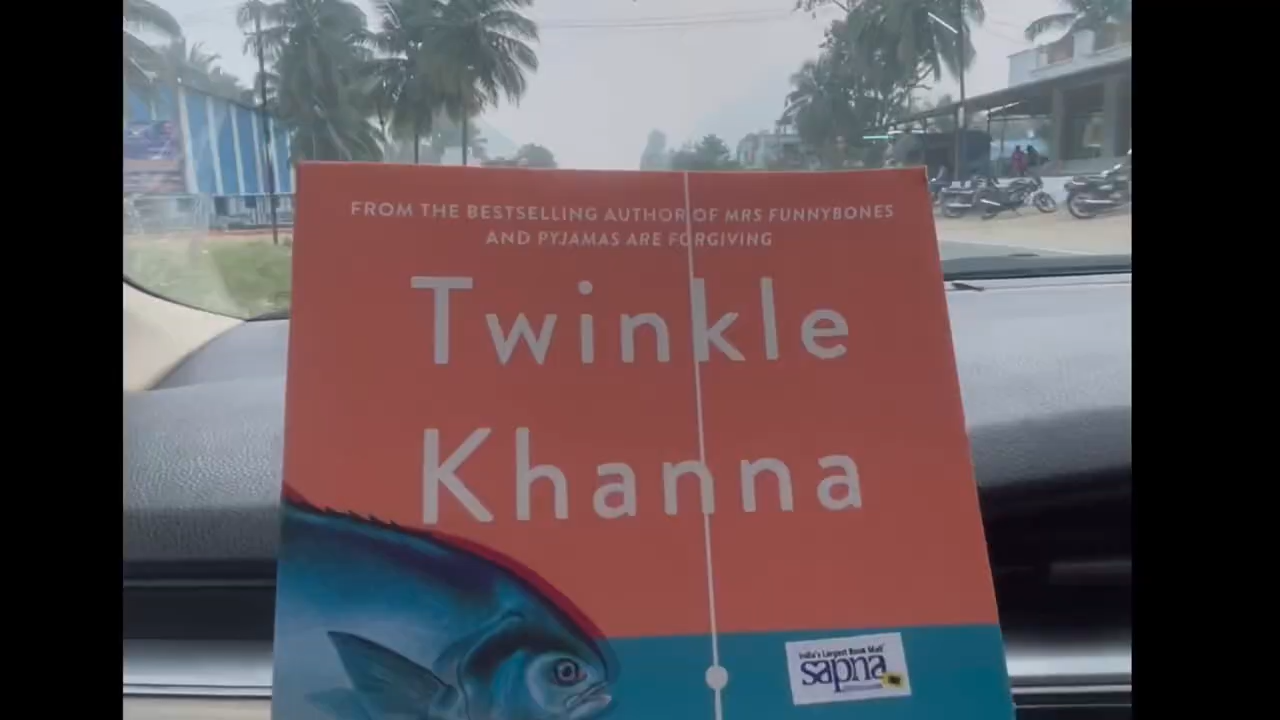 FROM THE BESTSELLING AUTHOR OF MRS FUNNYBONES
AND PYJAMAS ARE FORGIVING
Twinkle
Khanna
India's Largest Book Mall
sapna